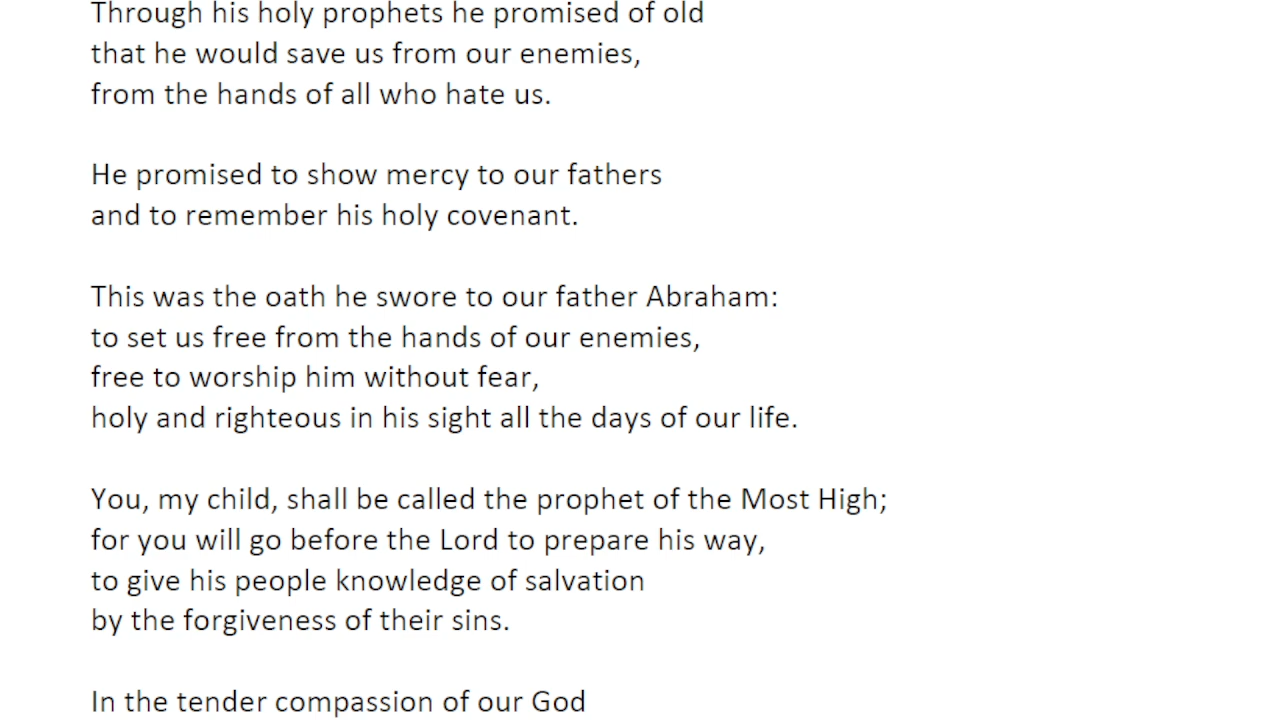 Through his holy prophets he promised of old
that he would save us from our enemies,
from the hands of all who hate us.
He promised to show mercy to our fathers
and to remember his holy covenant.
This was the oath he swore to our father Abraham:
to set us free from the hands of our enemies,
free to worship him without fear,
holy and righteous in his sight all the days of our life.
You, my child, shall be called the prophet of the Most High;
for you will go before the Lord to prepare his way,
to give his people knowledge of salvation
by the forgiveness of their sins.
In the tender compassion of our God